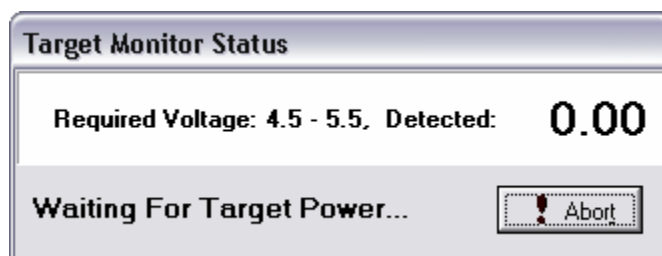 Target Monitor Status
Required Voltage: 4.5 - 5.5, Detected: 0.00
Waiting For Target Power...
Abort